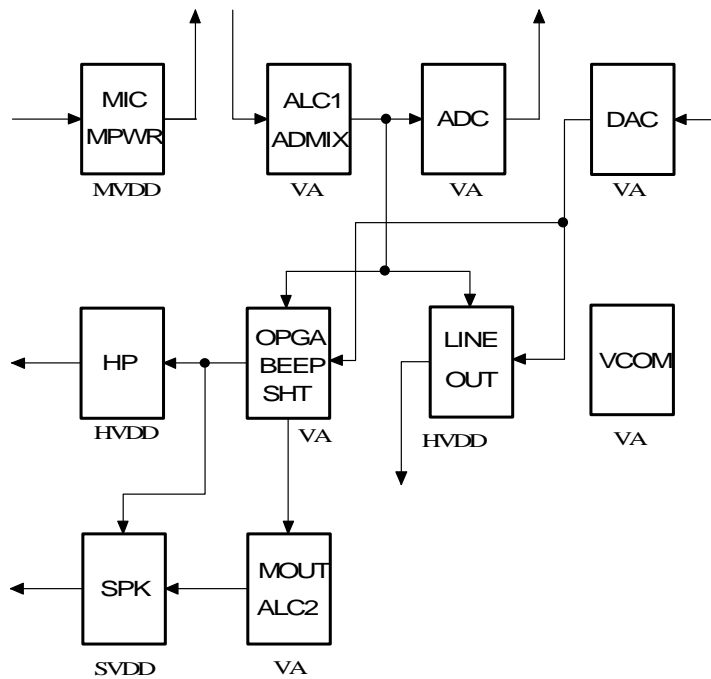 MIC
MPWR
MVDD
ALC1
ADMIX
VA
ADC
VA
DAC
VA
HP
HVDD
OPGA
BEEP
SHT
VA
LINE
OUT
HVDD
VCOM
VA
SPK
SVDD
MOUT
ALC2
VA